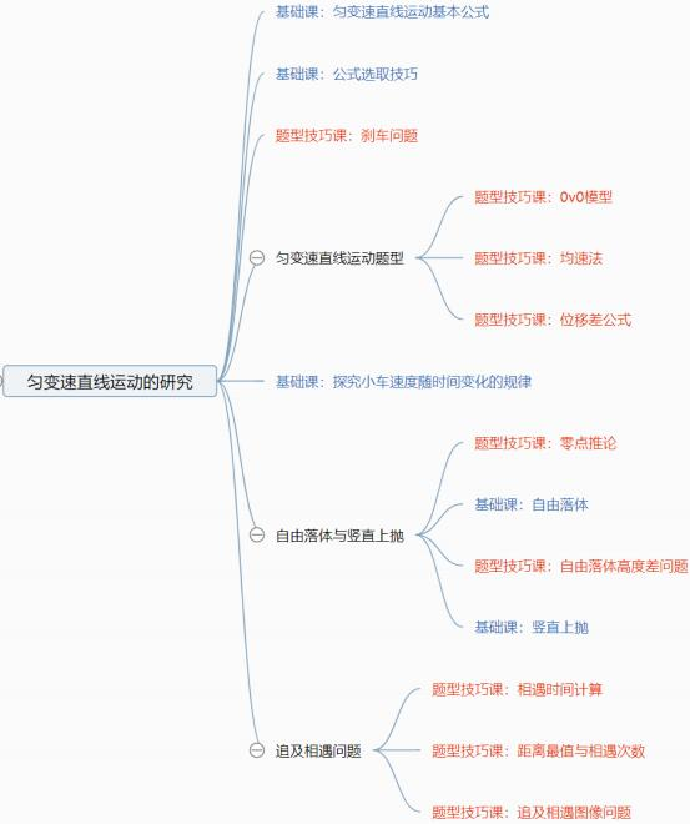 基础课：匀变速直线运动基本公式
基础课：公式选取技巧
题型技巧课：刹车问题
匀变速直线运动题型
题型技巧课：0v0模型
题型技巧课：均速法
题型技巧课：位移差公式
匀变速直线运动的研究
基础课：探究小车速度随时间变化的规律
自由落体与竖直上抛
题型技巧课：零点推论
基础课：自由落体
题型技巧课：自由落体高度差问题
基础课：竖直上抛
追及相遇问题
题型技巧课：相遇时间计算
题型技巧课：距离最值与相遇次数
题型技巧课：追及相遇图像问题